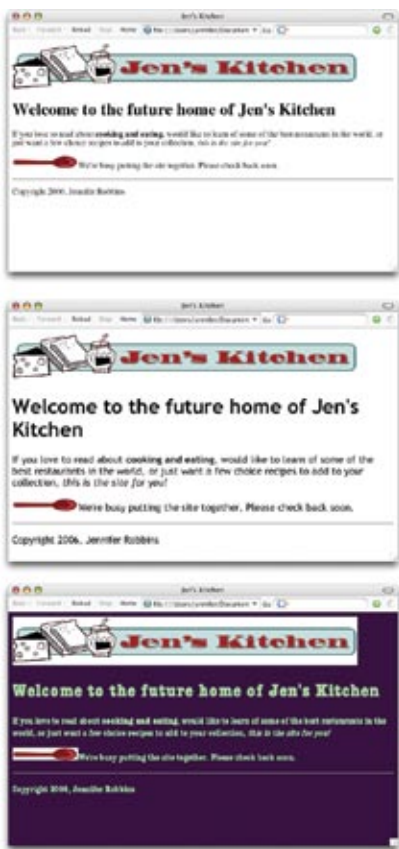 Jen's Kitchen
Jen's Kitchen
Welcome to the future home of Jen's Kitchen
If you love to read about cooking and eating, would like to learn of some of the best restaurants in the world, or
just want a few choice recipes to add to your collection, this is the site for you!
We're busy putting the site together. Please check back soon.
Copyright 2006, Jennifer Robbins
Jen's Kitchen
Jen's Kitchen
Welcome to the future home of Jen's
Kitchen
If you love to read about cooking and eating, would like to learn of some of the
best restaurants in the world, or just want a few choice recipes to add to your
collection, this is the site for you!
We're busy putting the site together. Please check back soon.
Copyright 2006, Jennifer Robbins
Jen's Kitchen
Jen's Kitchen
Welcome to the future home of Jen's Kitchen
If you love to read about cooking and eating, would like to learn of some of the best restaurants in the
world, or just want a few choice recipes to add to your collection, this is the site for you!
We're busy putting the site together. Please check back soon.
Copyright 2006, Jennifer Robbins